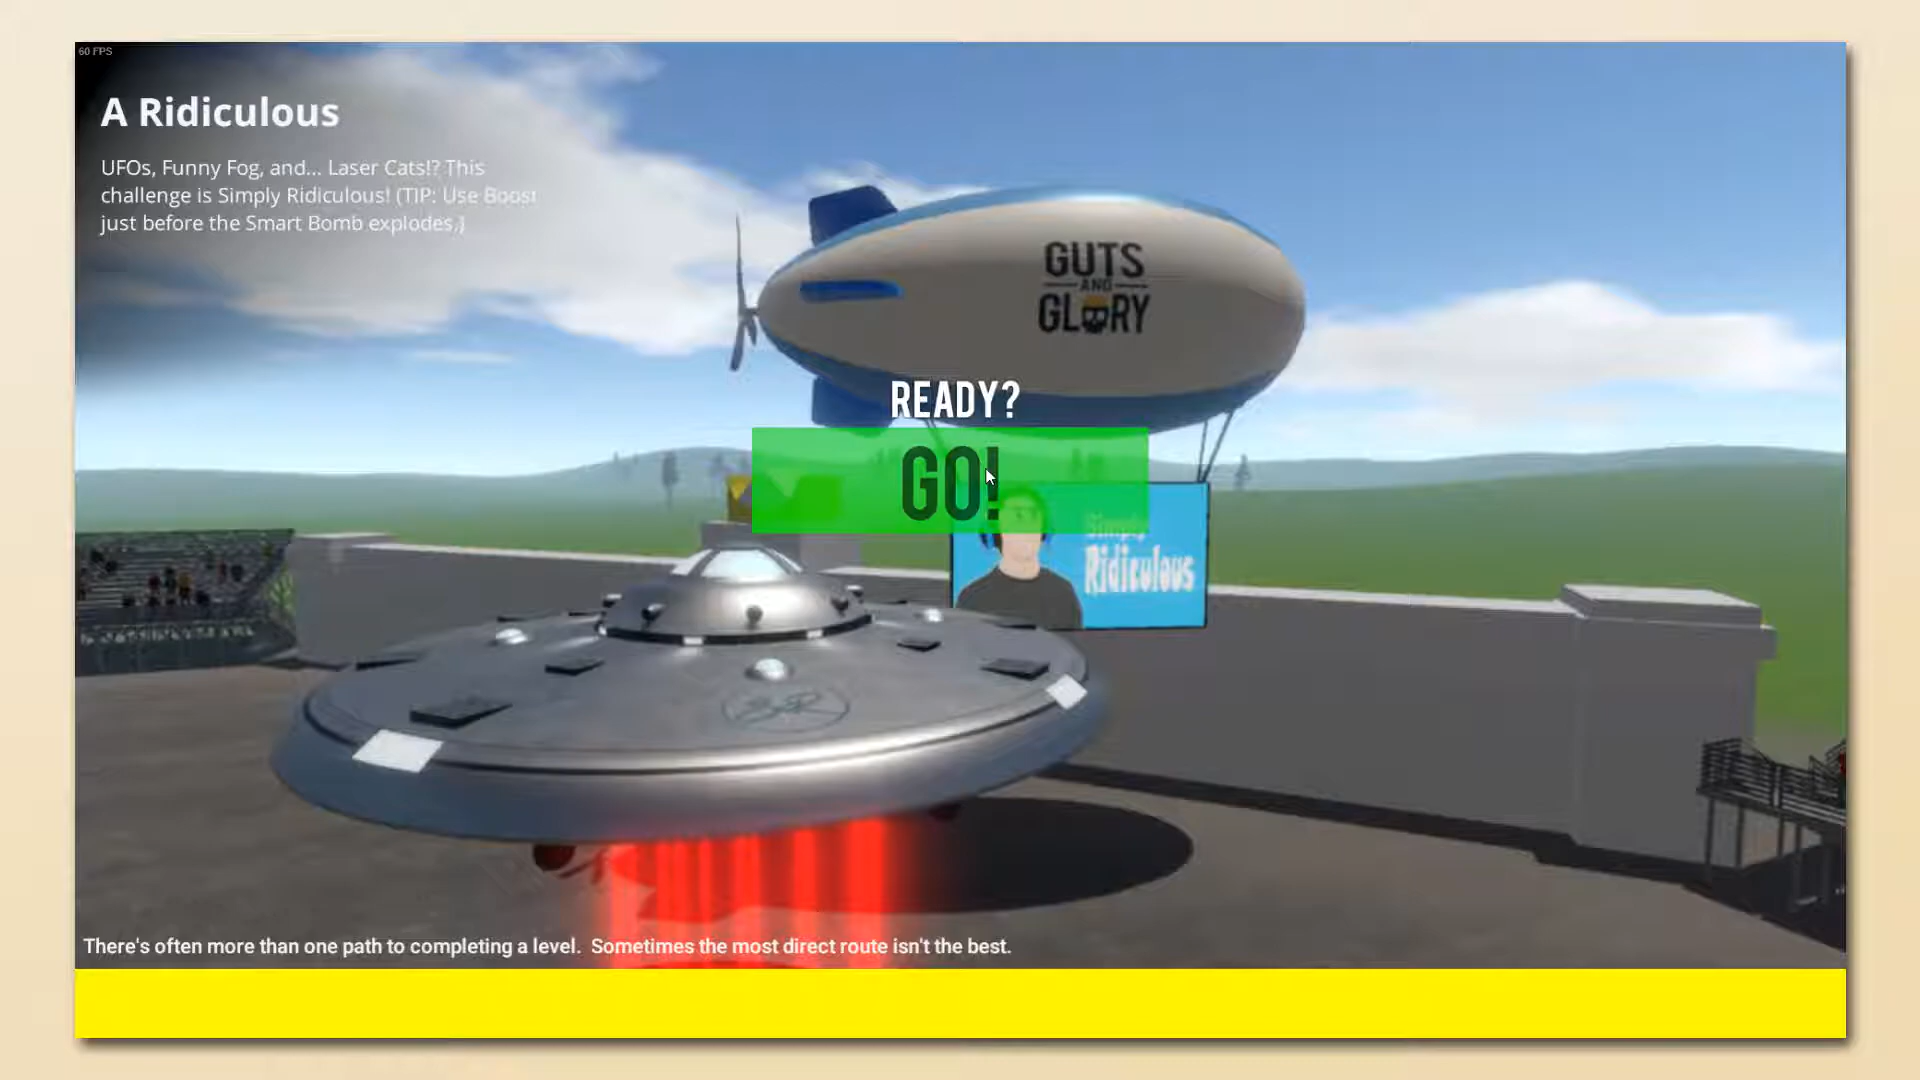 60 FPS
A Ridiculous
UFOs, Funny Fog, and... Laser Cats!? This
challenge is Simply Ridiculous! (TIP: Use Boost
just before the Smart Bomb explodes.)
GUTS
AND
GLORY
READY?
GO!
Simply
Ridiculous
There's often more than one path to completing a level. Sometimes the most direct route isn't the best.